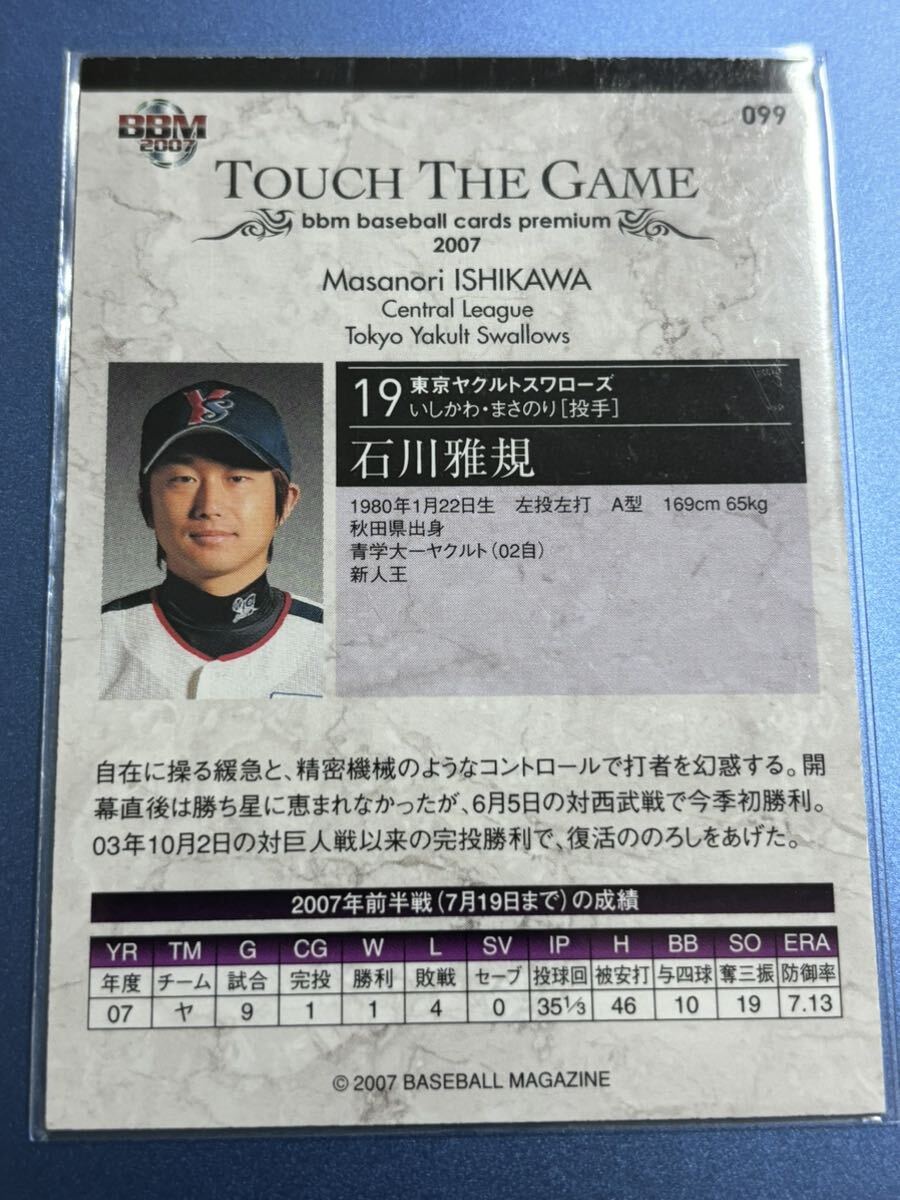 BBM
2007
099
TOUCH THE GAME
bbm baseball cards premium
2007
Masanori ISHIKAWA
Central League
Tokyo Yakult Swallows
YS
19 東京ヤクルトスワローズ
いしかわ・まさのり[投手]
石川雅規
1980年1月22日生 左投左打 A型 169cm 65kg
秋田県出身
青学大ーヤクルト(02自)
新人王
自在に操る緩急と、精密機械のようなコントロールで打者を幻惑する。開
幕直後は勝ち星に恵まれなかったが、6月5日の対西武戦で今季初勝利。
03年10月2日の対巨人戦以来の完投勝利で、復活ののろしをあげた。
2007年前半戦(7月19日まで)の成績
YR TM G CG W L SV IP H BB SO ERA
年度 チーム 試合 完投 勝利 敗戦 セーブ 投球回 被安打 与四球 奪三振 防御率
07 ヤ 9 1 1 4 0 35⅓ 46 10 19 7.13
© 2007 BASEBALL MAGAZINE